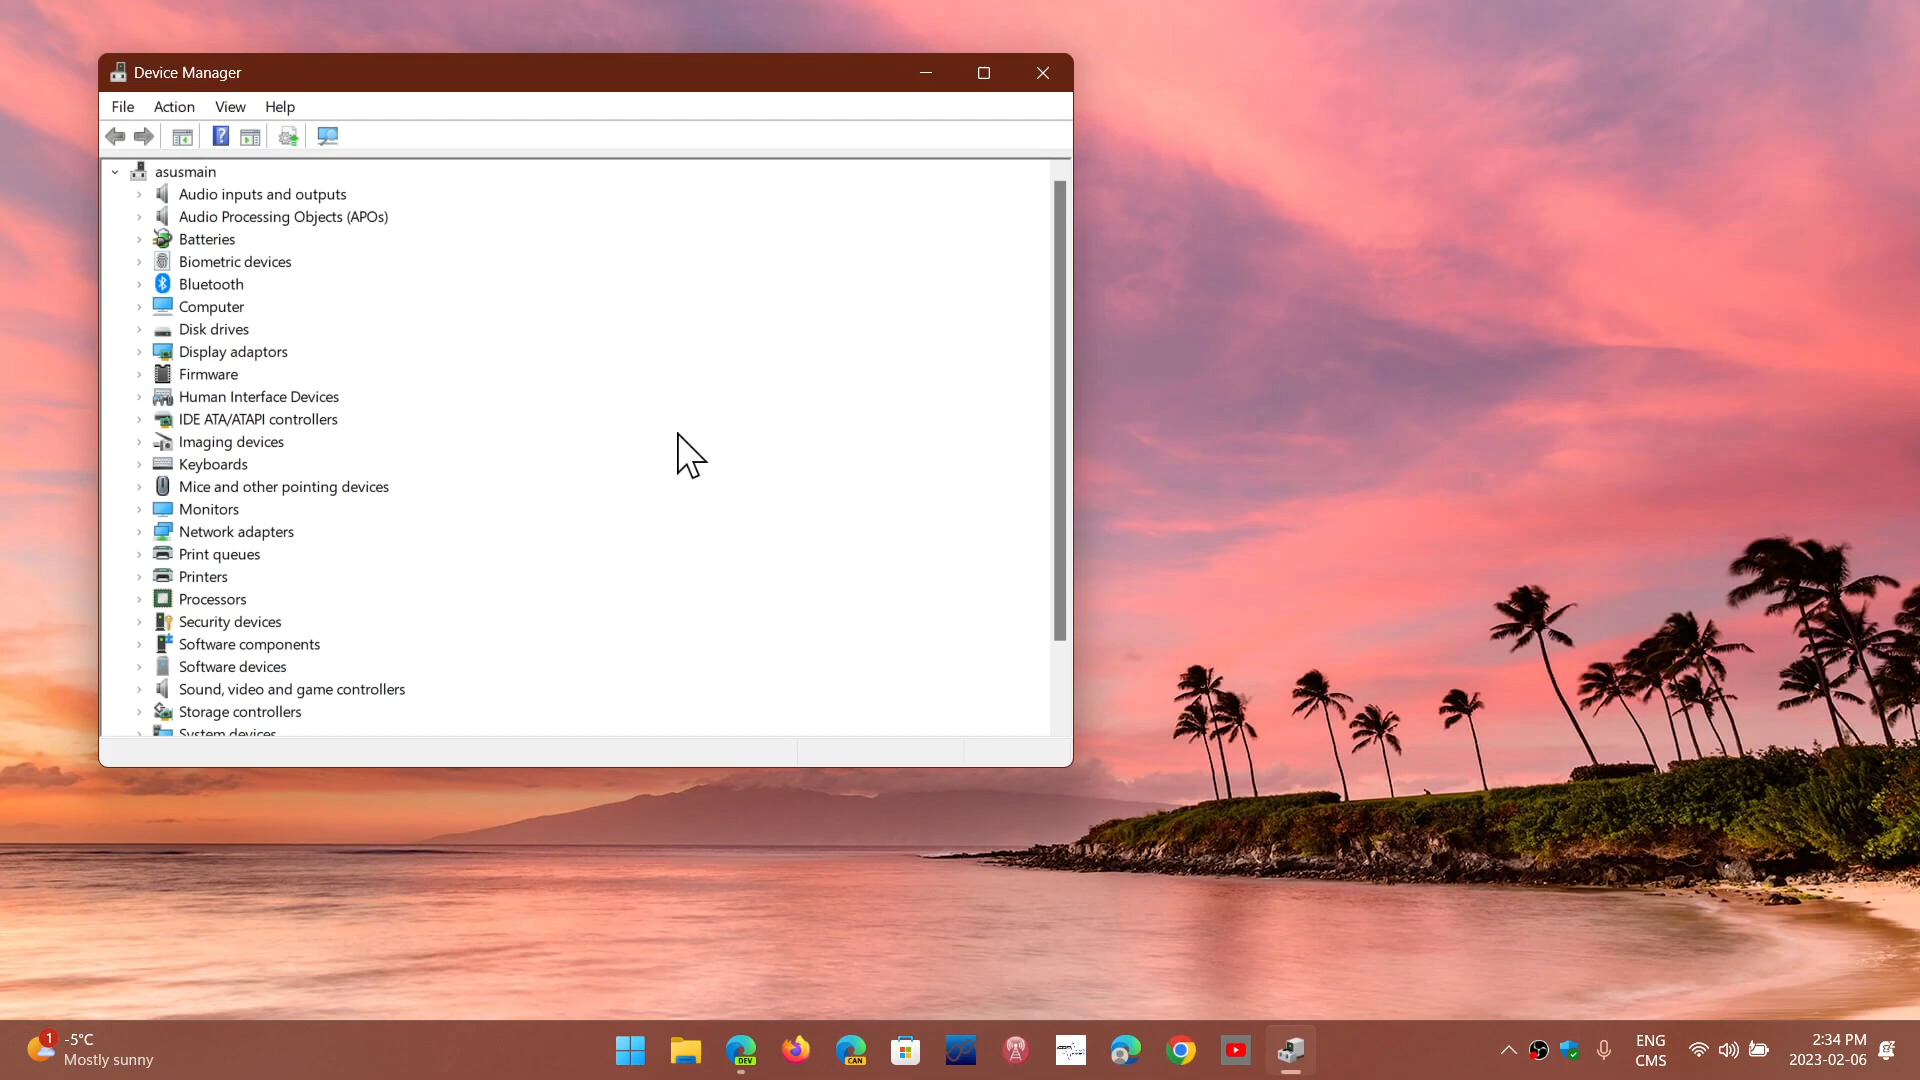 Device Manager
File Action View Help
asusmain
Audio inputs and outputs
Audio Processing Objects (APOs)
Batteries
Biometric devices
Bluetooth
Computer
Disk drives
Display adaptors
Firmware
Human Interface Devices
IDE ATA/ATAPI controllers
Imaging devices
Keyboards
Mice and other pointing devices
Monitors
Network adapters
Print queues
Printers
Processors
Security devices
Software components
Software devices
Sound, video and game controllers
Storage controllers
System devices
1
-5°C
Mostly sunny
DEV
CAN
ENG
CMS
2:34 PM
2023-02-06